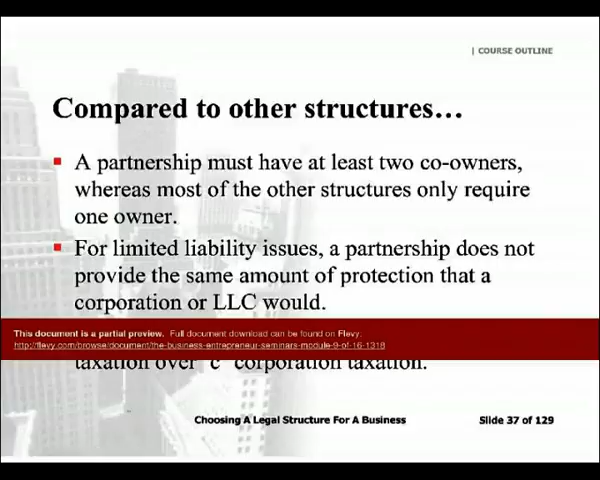 | COURSE OUTLINE
Compared to other structures…
A partnership must have at least two co-owners,
whereas most of the other structures only require
one owner.
For limited liability issues, a partnership does not
provide the same amount of protection that a
corporation or LLC would.
This document is a partial preview. Full document download can be found on Flevy:
http://flevy.com/browse/document/the-business-entrepreneur-seminars-module-9-of-16-1318
taxation over "c" corporation taxation.
Choosing A Legal Structure For A Business
Slide 37 of 129